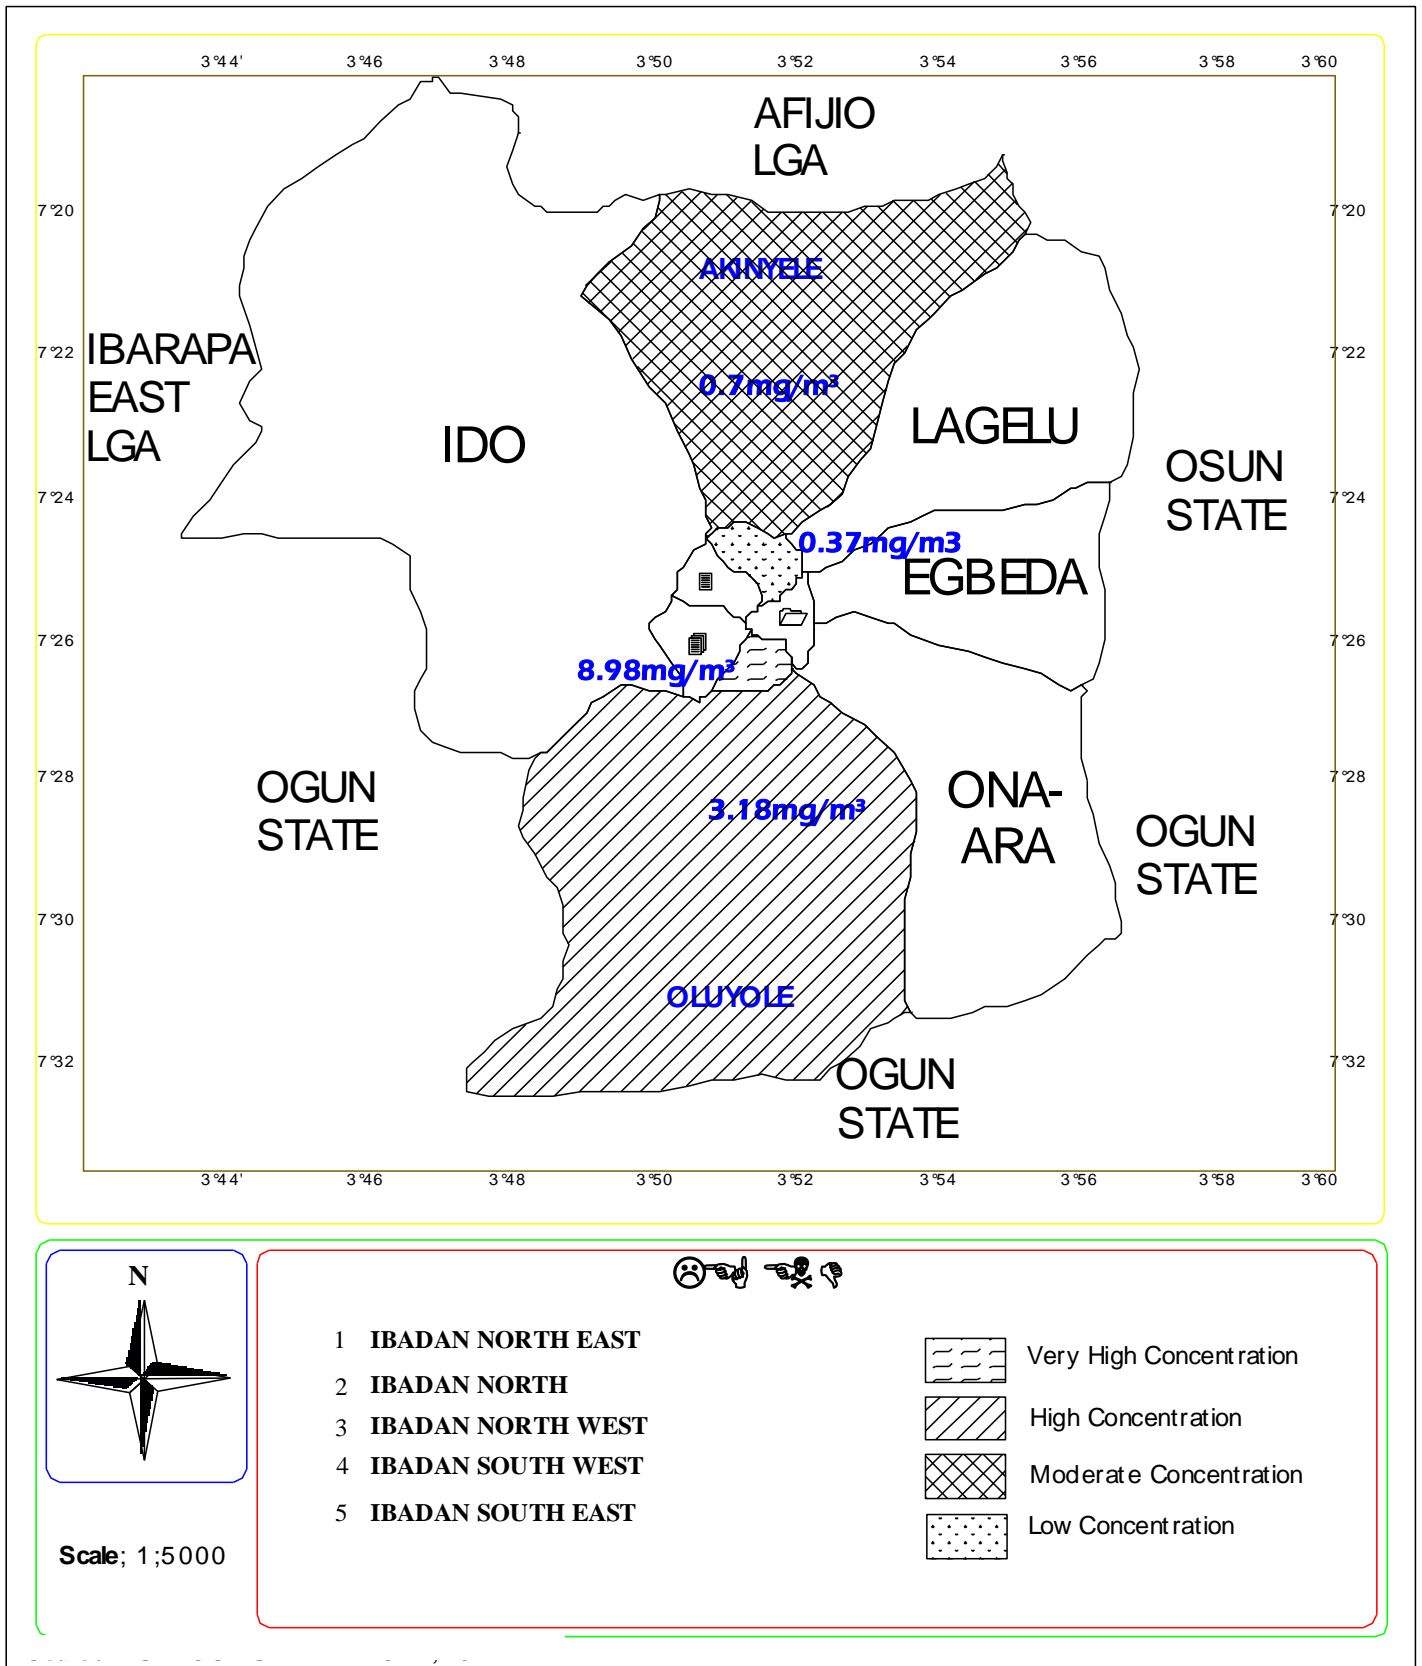 3°44' 3°46 3°48 3°50 3°52 3°54 3°56 3°58 3°60
AFIJIO
LGA
7°20 7°20
AKINYELE
IBARAPA
EAST
LGA
7°22 7°22
0.7mg/m³
LAGELU
IDO
OSUN
STATE
7°24 7°24
0.37mg/m3
EGBEDA
7°26 7°26
8.98mg/m³
OGUN
STATE
7°28 7°28
3.18mg/m³
ONA-
ARA
OGUN
STATE
7°30 7°30
OLUYOLE
7°32 7°32
OGUN
STATE
3°44' 3°46 3°48 3°50 3°52 3°54 3°56 3°58 3°60
N
Scale; 1;5000
1 IBADAN NORTH EAST
2 IBADAN NORTH
3 IBADAN NORTH WEST
4 IBADAN SOUTH WEST
5 IBADAN SOUTH EAST
Very High Concentration
High Concentration
Moderate Concentration
Low Concentration